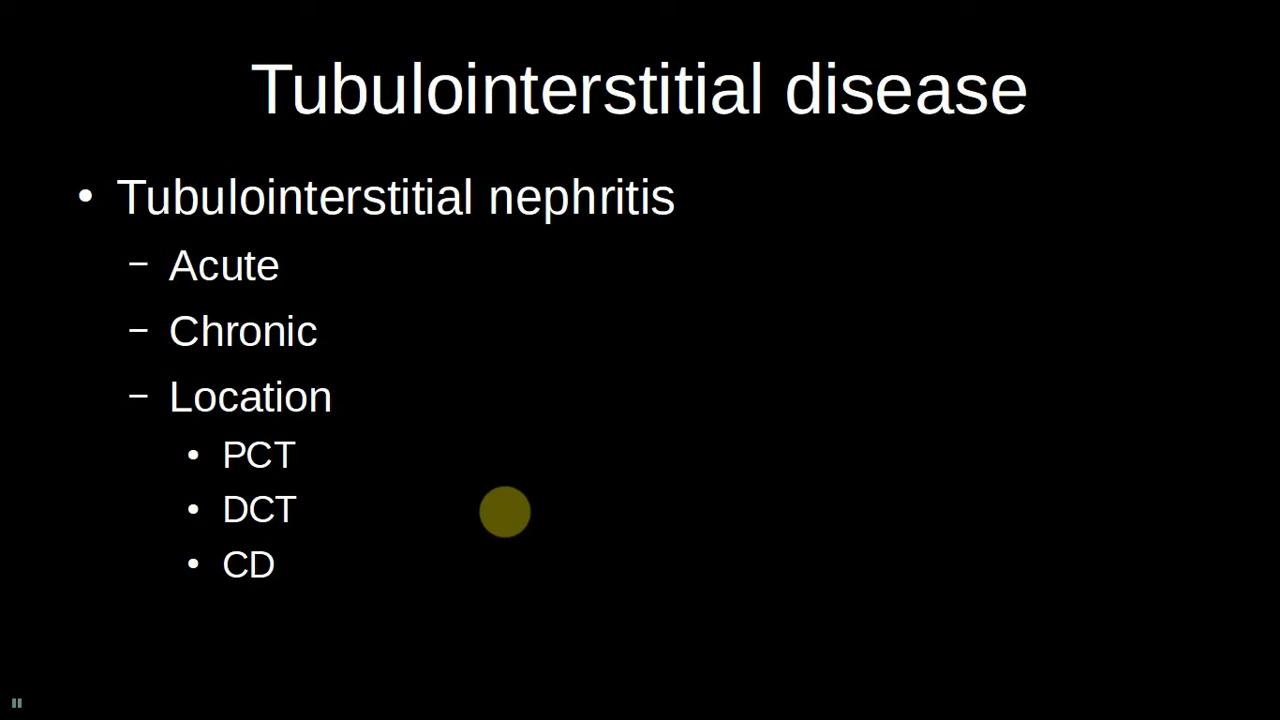 Tubulointerstitial disease
• Tubulointerstitial nephritis
– Acute
– Chronic
– Location
• PCT
• DCT
• CD